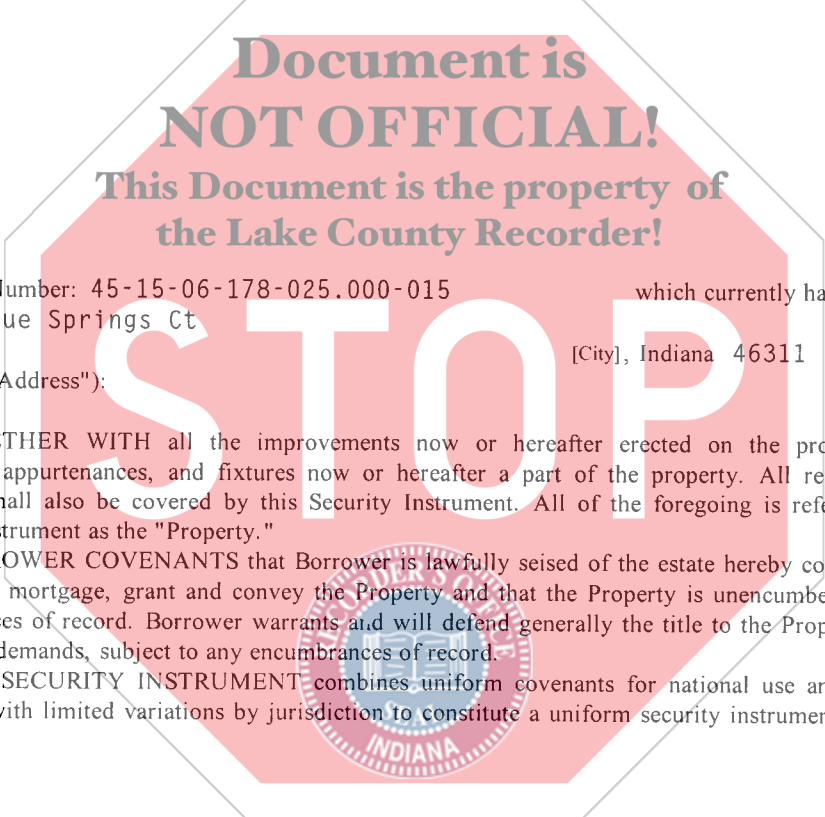 Document is
NOT OFFICIAL!
This Document is the property of
the Lake County Recorder!
Number: 45-15-06-178-025.000-015 which currently ha
ue Springs Ct
STOP
[City], Indiana 46311
Address"):
THER WITH all the improvements now or hereafter erected on the pro
appurtenances, and fixtures now or hereafter a part of the property. All re
hall also be covered by this Security Instrument. All of the foregoing is refe
strument as the "Property."
OWER COVENANTS that Borrower is lawfully seised of the estate hereby co
mortgage, grant and convey the Property and that the Property is unencumbe
es of record. Borrower warrants and will defend generally the title to the Prop
demands, subject to any encumbrances of record.
SECURITY INSTRUMENT combines uniform covenants for national use an
with limited variations by jurisdiction to constitute a uniform security instrumen
RECORDER'S OFFICE
SEAL
INDIANA